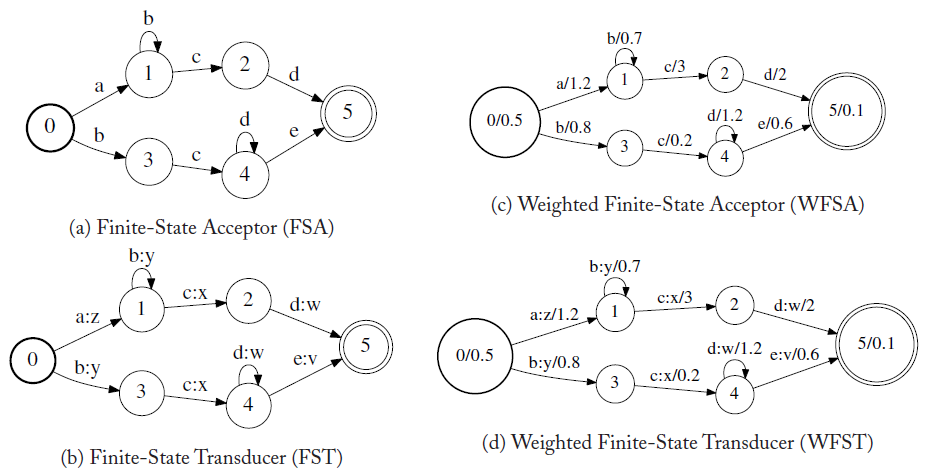 b
a
1
c
2
d
0
5
b
3
c
d
4
e
(a) Finite-State Acceptor (FSA)
b:y
a:z
1
c:x
2
d:w
0
5
b:y
3
c:x
d:w
4
e:v
(b) Finite-State Transducer (FST)
b/0.7
a/1.2
1
c/3
2
d/2
0/0.5
5/0.1
b/0.8
3
c/0.2
d/1.2
4
e/0.6
(c) Weighted Finite-State Acceptor (WFSA)
b:y/0.7
a:z/1.2
1
c:x/3
2
d:w/2
0/0.5
5/0.1
b:y/0.8
3
c:x/0.2
d:w/1.2
4
e:v/0.6
(d) Weighted Finite-State Transducer (WFST)